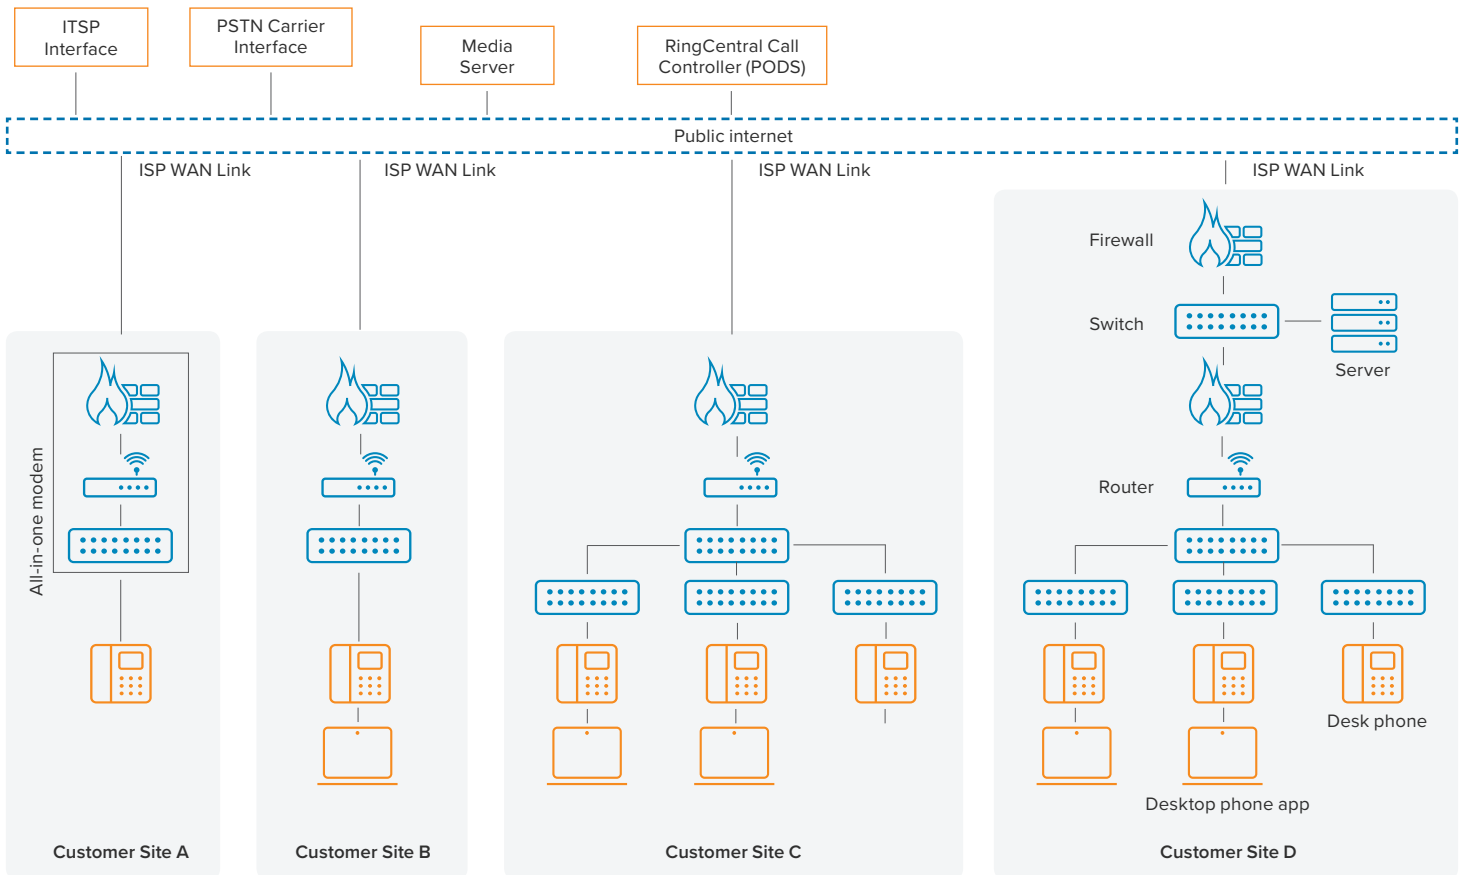 ITSP
Interface
PSTN Carrier
Interface
Media
Server
RingCentral Call
Controller (PODS)
Public internet
ISP WAN Link
ISP WAN Link
ISP WAN Link
ISP WAN Link
Firewall
Switch
Server
Router
All-in-one modem
Desk phone
Desktop phone app
Customer Site A
Customer Site B
Customer Site C
Customer Site D